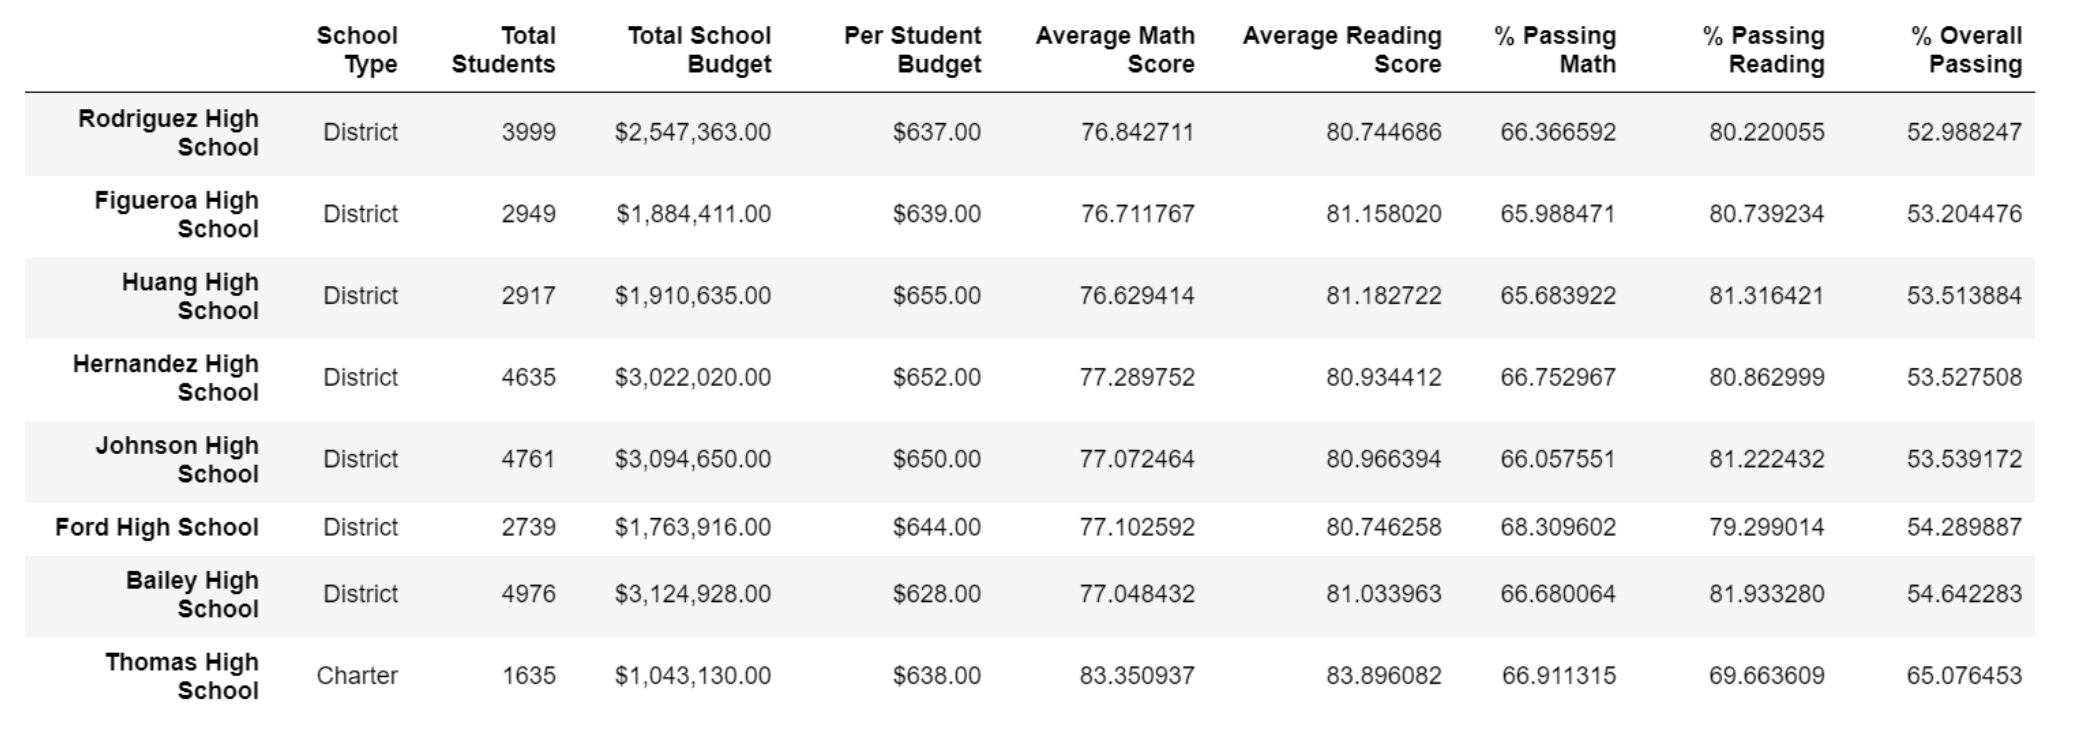 School Type Total Students Total School Budget Per Student Budget Average Math Score Average Reading Score % Passing Math % Passing Reading % Overall Passing
Rodriguez High School District 3999 $2,547,363.00 $637.00 76.842711 80.744686 66.366592 80.220055 52.988247
Figueroa High School District 2949 $1,884,411.00 $639.00 76.711767 81.158020 65.988471 80.739234 53.204476
Huang High School District 2917 $1,910,635.00 $655.00 76.629414 81.182722 65.683922 81.316421 53.513884
Hernandez High School District 4635 $3,022,020.00 $652.00 77.289752 80.934412 66.752967 80.862999 53.527508
Johnson High School District 4761 $3,094,650.00 $650.00 77.072464 80.966394 66.057551 81.222432 53.539172
Ford High School District 2739 $1,763,916.00 $644.00 77.102592 80.746258 68.309602 79.299014 54.289887
Bailey High School District 4976 $3,124,928.00 $628.00 77.048432 81.033963 66.680064 81.933280 54.642283
Thomas High School Charter 1635 $1,043,130.00 $638.00 83.350937 83.896082 66.911315 69.663609 65.076453